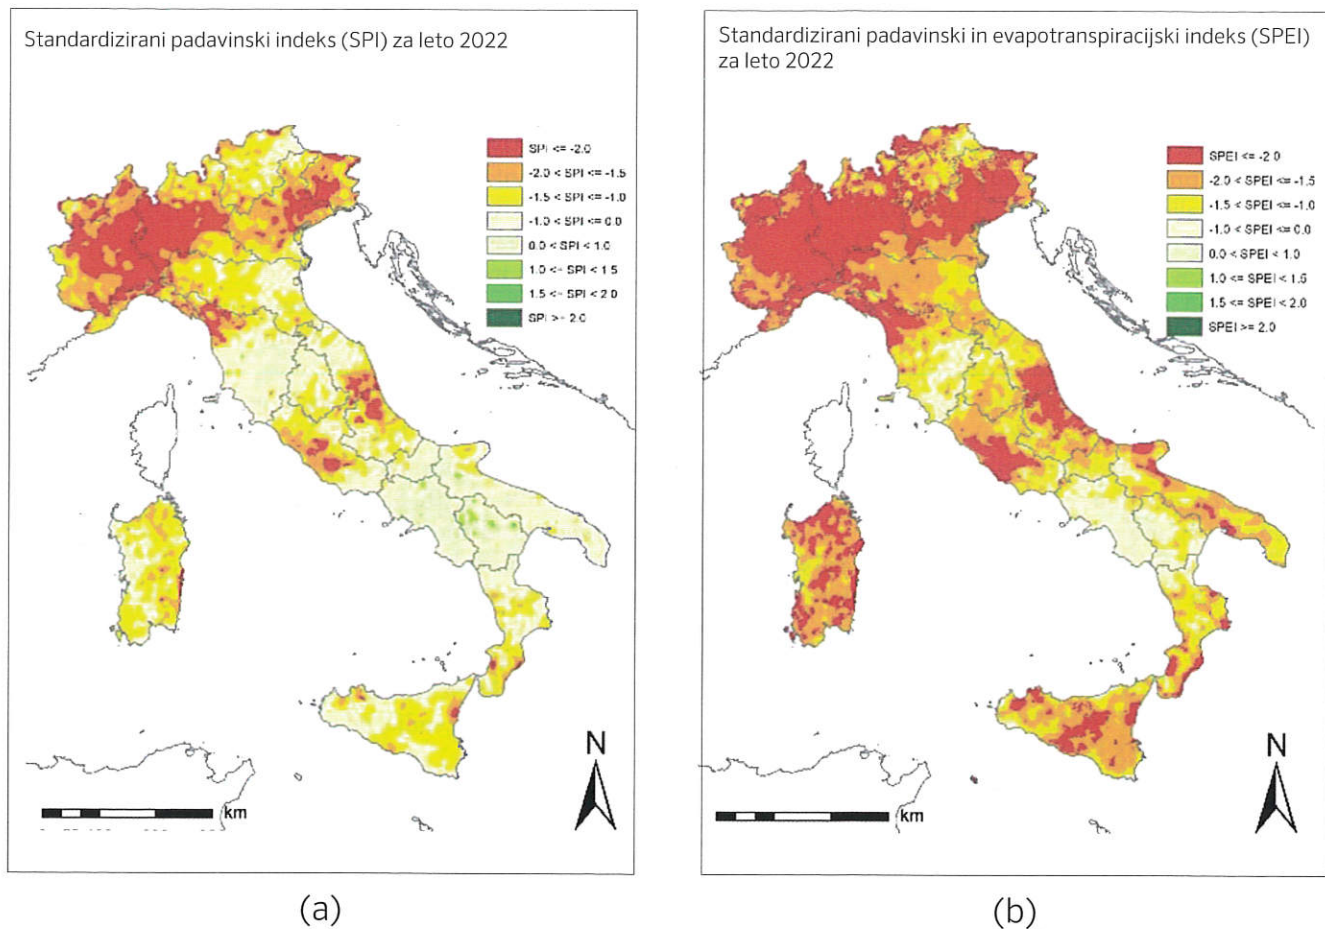 Standardizirani padavinski indeks (SPI) za leto 2022
SPI <= -2.0
-2.0 < SPI <= -1.5
-1.5 < SPI <= -1.0
-1.0 < SPI <= 0.0
0.0 < SPI < 1.0
1.0 <= SPI < 1.5
1.5 <= SPI < 2.0
SPI >= 2.0
N
km
(a)
Standardizirani padavinski in evapotranspiracijski indeks (SPEI)
za leto 2022
SPEI <= -2.0
-2.0 < SPEI <= -1.5
-1.5 < SPEI <= -1.0
-1.0 < SPEI <= 0.0
0.0 < SPEI < 1.0
1.0 <= SPEI < 1.5
1.5 <= SPEI < 2.0
SPEI >= 2.0
N
km
(b)